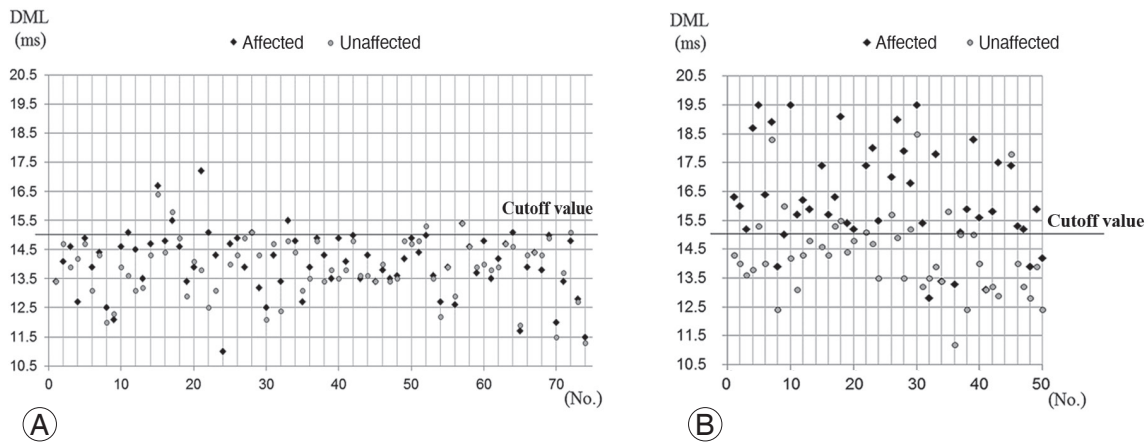 DML
(ms)
◆ Affected ○ Unaffected
20.5
19.5
18.5
17.5
16.5
15.5
14.5
13.5
12.5
11.5
10.5
Cutoff value
0 10 20 30 40 50 60 70 80
(No.)
A
DML
(ms)
◆ Affected ○ Unaffected
20.5
19.5
18.5
17.5
16.5
15.5
14.5
13.5
12.5
11.5
10.5
Cutoff value
0 10 20 30 40 50
(No.)
B